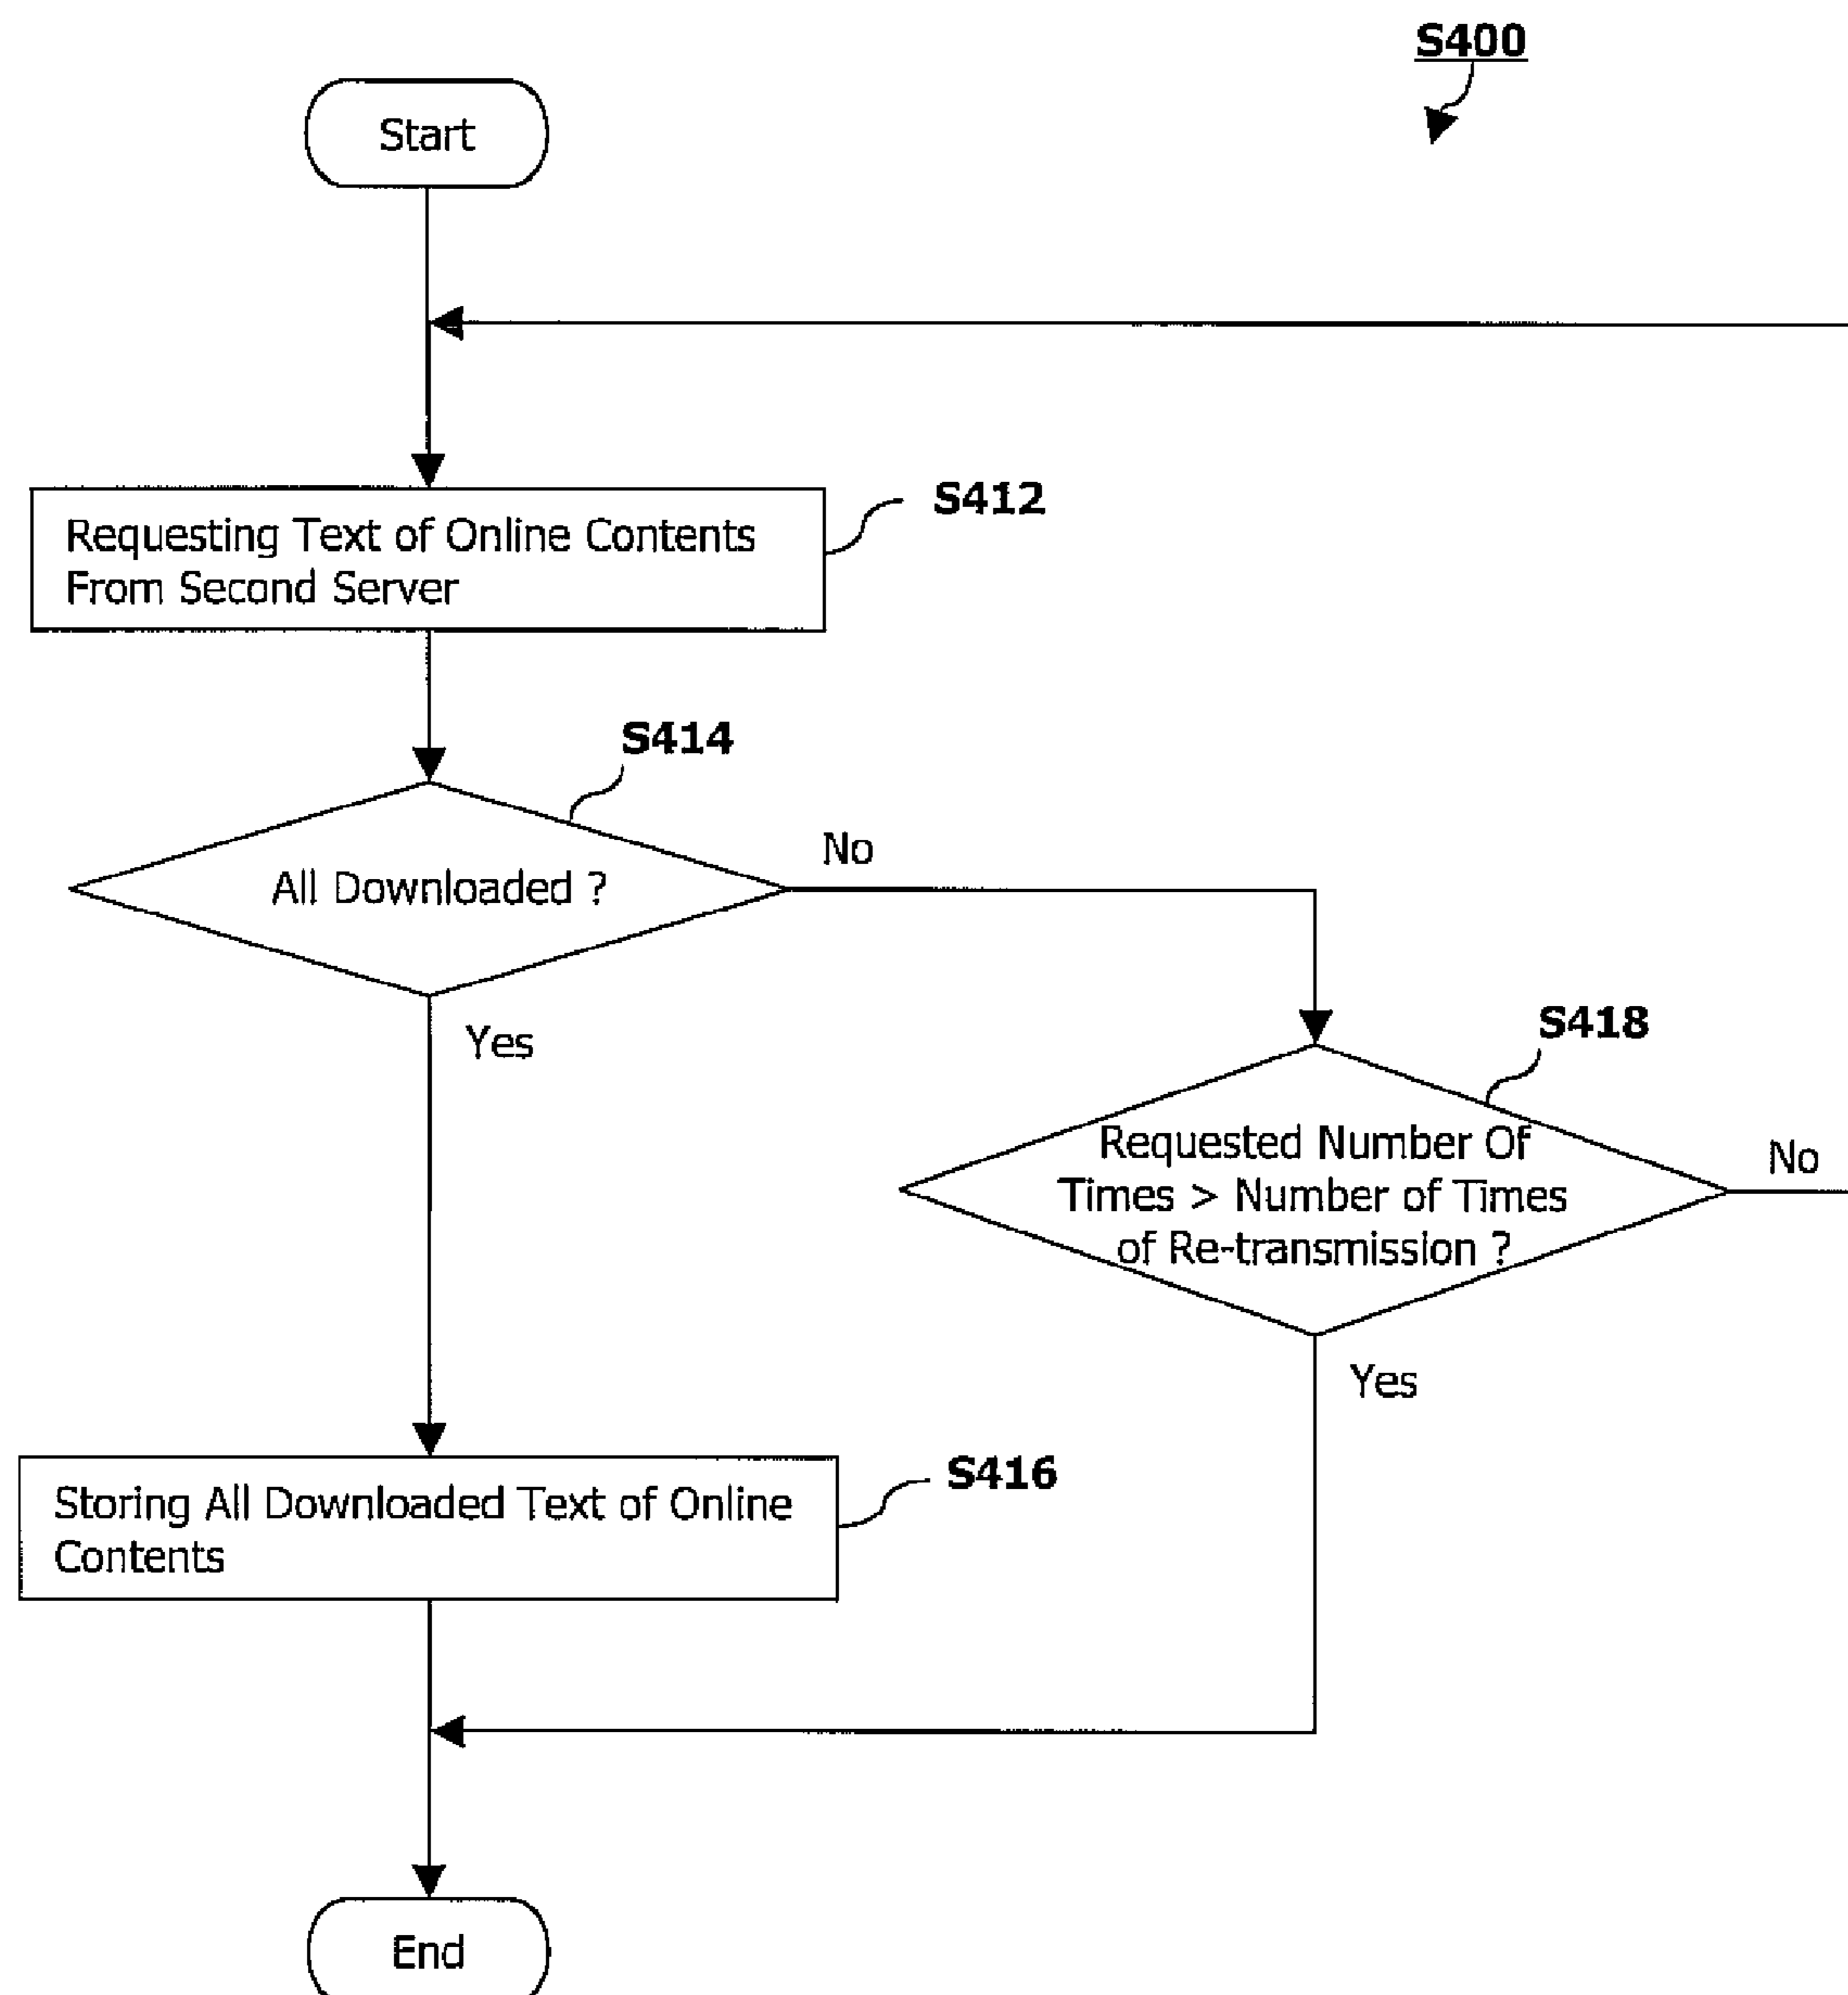 S400
Start
Requesting Text of Online Contents
From Second Server
S412
S414
All Downloaded ?
No
Yes
S418
Requested Number Of
Times > Number of Times
of Re-transmission ?
No
Yes
Storing All Downloaded Text of Online
Contents
S416
End